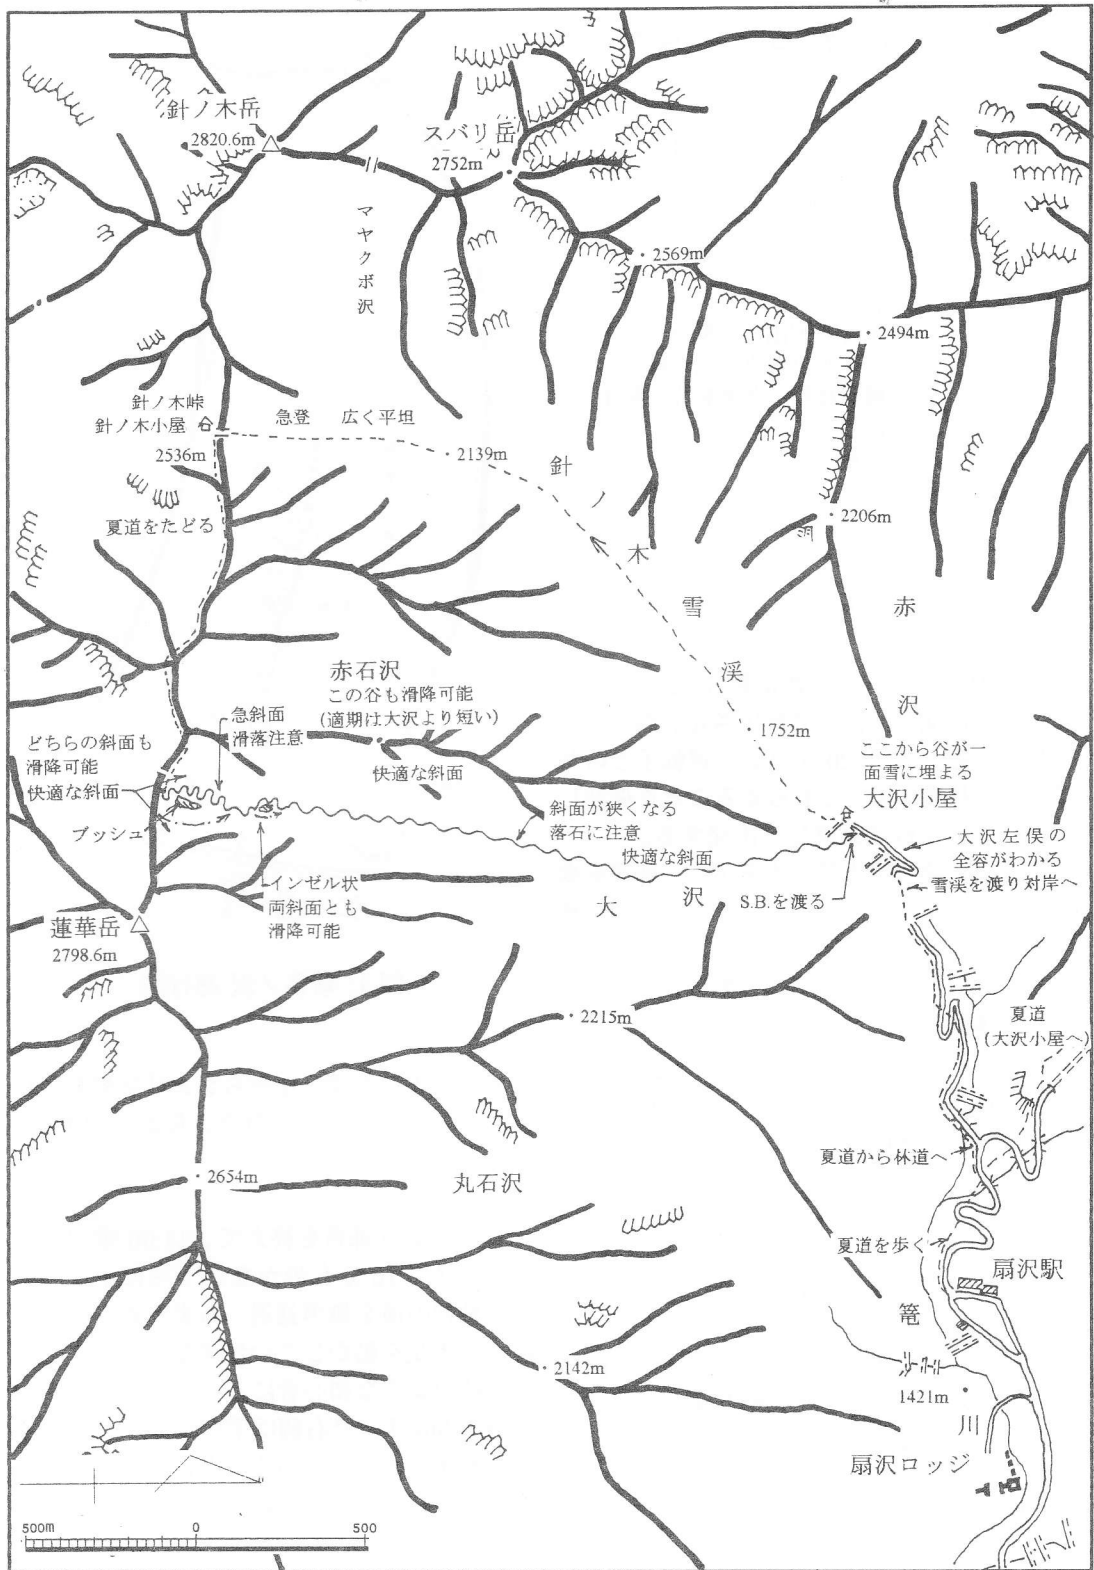 針ノ木岳
2820.6m
スバリ岳
2752m
マヤクボ沢
2569m
2494m
針ノ木峠
針ノ木小屋
2536m
急登 広く平坦
2139m
針ノ木雪渓
2206m
夏道をたどる
赤沢
赤石沢
この谷も滑降可能
(適期は大沢より短い)
1752m
急斜面
滑落注意
どちらの斜面も
滑降可能
快適な斜面
快適な斜面
ここから谷が一
面雪に埋まる
大沢小屋
斜面が狭くなる
落石に注意
快適な斜面
ブッシュ
大沢左俣の
全容がわかる
雪渓を渡り対岸へ
インゼル状
両斜面とも
滑降可能
大沢
S.B.を渡る
蓮華岳
2798.6m
2215m
夏道
(大沢小屋へ)
夏道から林道へ
2654m
丸石沢
夏道を歩く
扇沢駅
篭川
2142m
1421m
扇沢ロッジ
500m 0 500